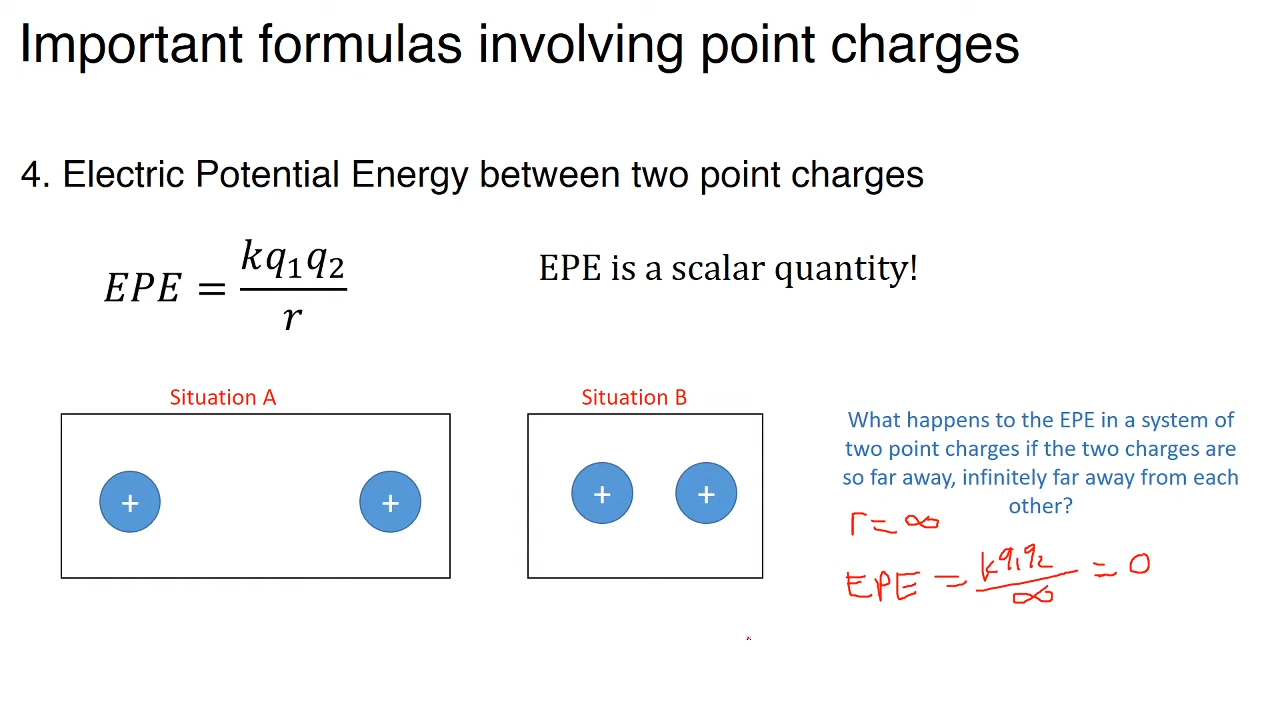 Important formulas involving point charges
4. Electric Potential Energy between two point charges
EPE = kq₁q₂ / r
EPE is a scalar quantity!
Situation A
+ +
Situation B
+ +
What happens to the EPE in a system of
two point charges if the two charges are
so far away, infinitely far away from each
other?
r = ∞
EPE = kq₁q₂ / ∞ = 0